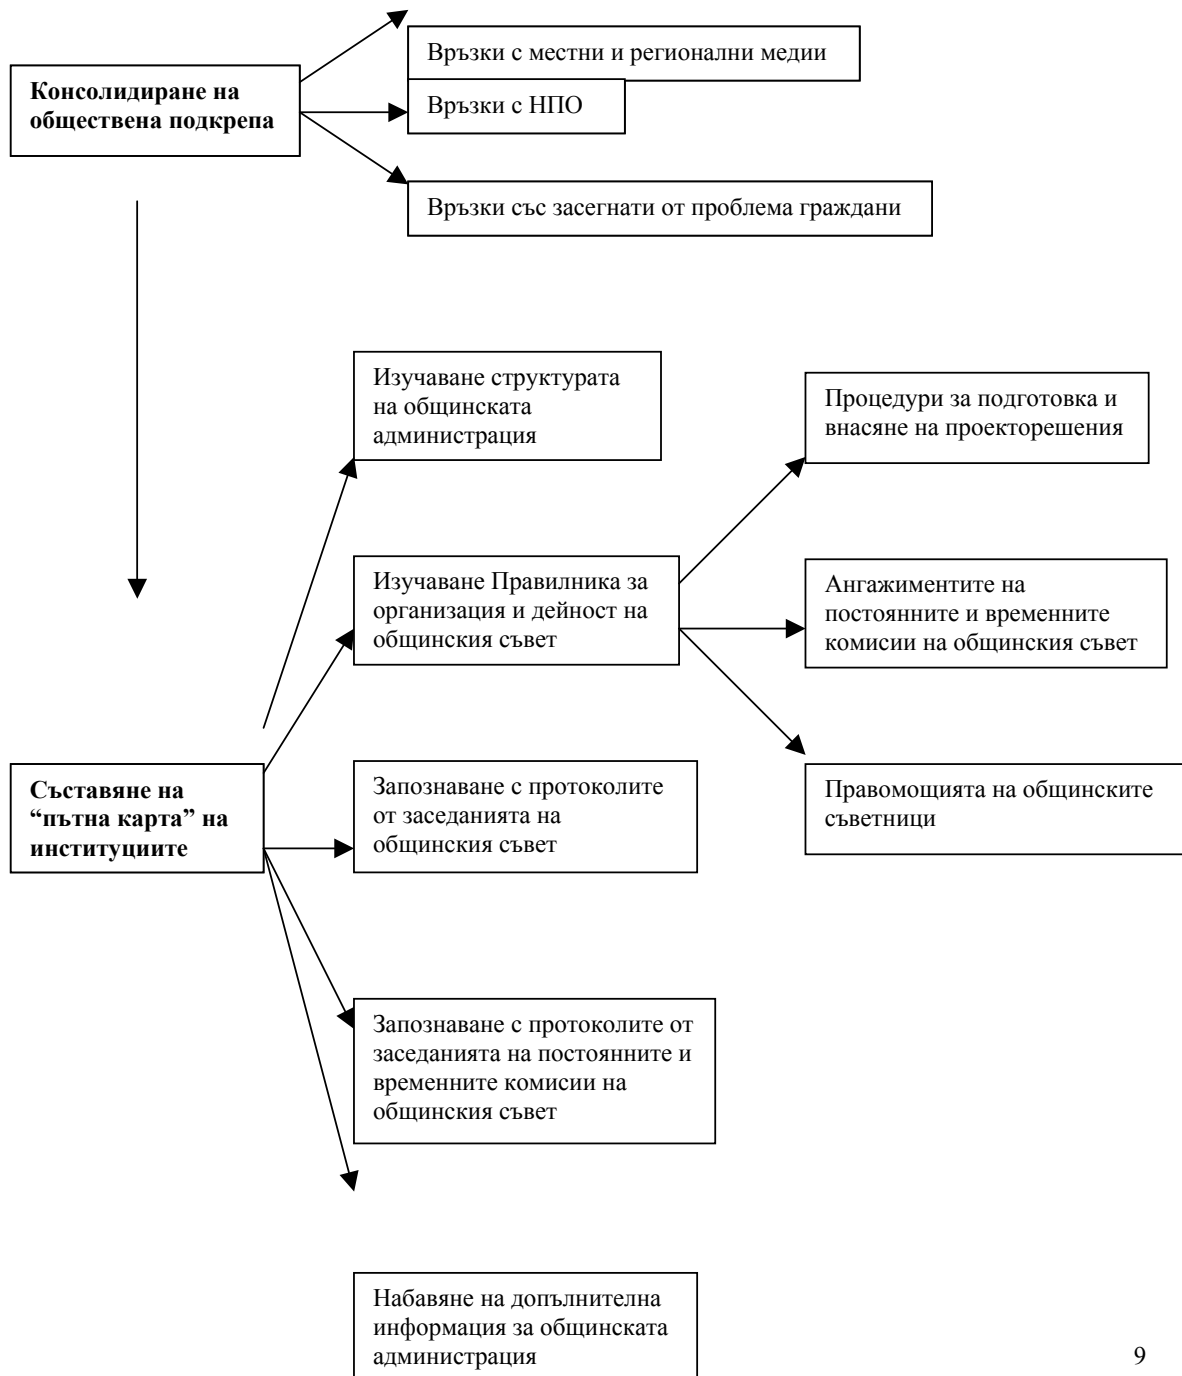 Връзки с местни и регионални медии
Консолидиране на
обществена подкрепа
Връзки с НПО
Връзки със засегнати от проблема граждани
Изучаване структурата
на общинската
администрация
Процедури за подготовка и
внасяне на проекторешения
Изучаване Правилника за
организация и дейност на
общинския съвет
Ангажиментите на
постоянните и временните
комисии на общинския съвет
Съставяне на
“пътна карта” на
институциите
Запознаване с протоколите
от заседанията на
общинския съвет
Правомощията на общинските
съветници
Запознаване с протоколите от
заседанията на постоянните и
временните комисии на
общинския съвет
Набавяне на допълнителна
информация за общинската
администрация
9